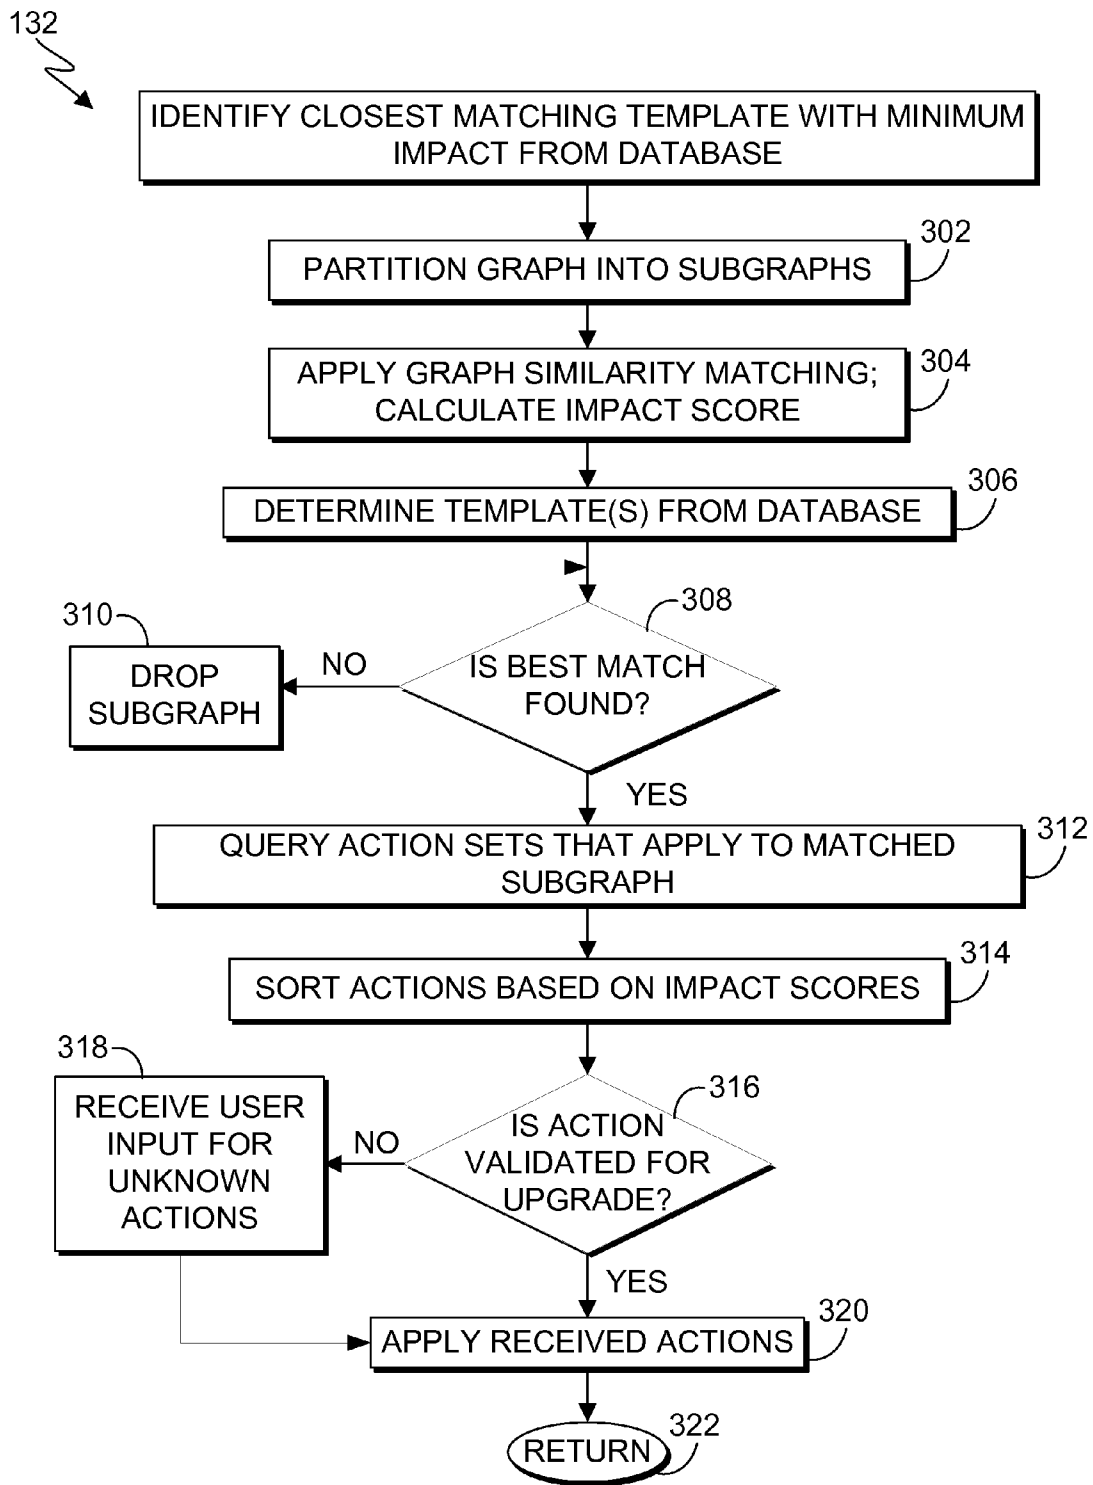 132
IDENTIFY CLOSEST MATCHING TEMPLATE WITH MINIMUM
IMPACT FROM DATABASE
302
PARTITION GRAPH INTO SUBGRAPHS
304
APPLY GRAPH SIMILARITY MATCHING;
CALCULATE IMPACT SCORE
306
DETERMINE TEMPLATE(S) FROM DATABASE
308
IS BEST MATCH
FOUND?
310
NO
DROP
SUBGRAPH
YES
312
QUERY ACTION SETS THAT APPLY TO MATCHED
SUBGRAPH
314
SORT ACTIONS BASED ON IMPACT SCORES
316
IS ACTION
VALIDATED FOR
UPGRADE?
318
NO
RECEIVE USER
INPUT FOR
UNKNOWN
ACTIONS
YES
320
APPLY RECEIVED ACTIONS
322
RETURN